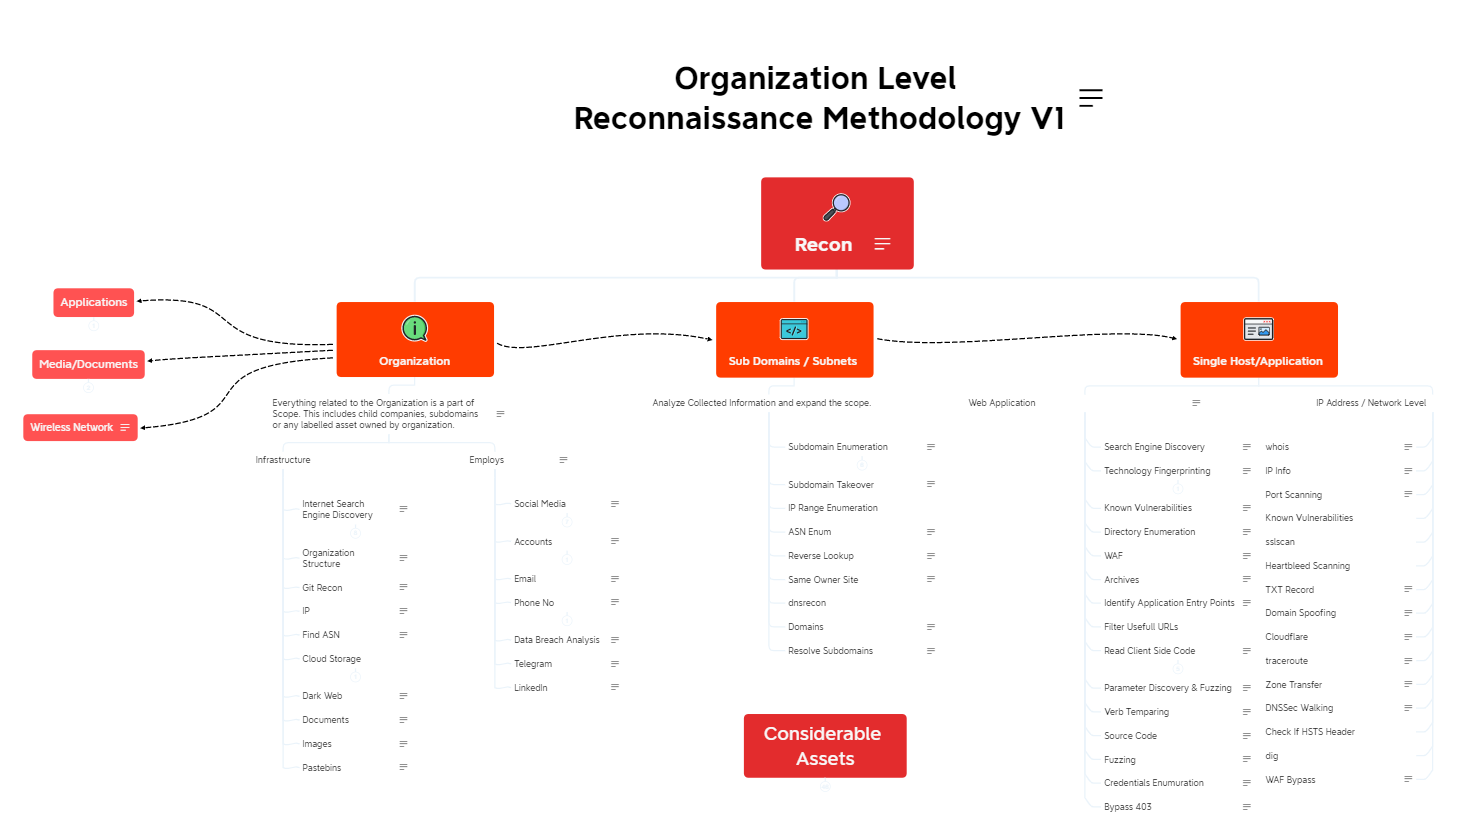 Organization Level
Reconnaissance Methodology V1
Recon
Applications
Media/Documents
Wireless Network
Organization
Sub Domains / Subnets
Single Host/Application
Everything related to the Organization is a part of
Scope. This includes child companies, subdomains
or any labelled asset owned by organization.
Infrastructure
Internet Search
Engine Discovery
Organization
Structure
Git Recon
IP
Find ASN
Cloud Storage
Dark Web
Documents
Images
Pastebins
Employs
Social Media
Accounts
Email
Phone No
Data Breach Analysis
Telegram
LinkedIn
Analyze Collected Information and expand the scope.
Subdomain Enumeration
Subdomain Takeover
IP Range Enumeration
ASN Enum
Reverse Lookup
Same Owner Site
dnsrecon
Domains
Resolve Subdomains
Considerable
Assets
Web Application
Search Engine Discovery
Technology Fingerprinting
Known Vulnerabilities
Directory Enumeration
WAF
Archives
Identify Application Entry Points
Filter Usefull URLs
Read Client Side Code
Parameter Discovery & Fuzzing
Verb Temparing
Source Code
Fuzzing
Credentials Enumuration
Bypass 403
IP Address / Network Level
whois
IP Info
Port Scanning
Known Vulnerabilities
sslscan
Heartbleed Scanning
TXT Record
Domain Spoofing
Cloudflare
traceroute
Zone Transfer
DNSSec Walking
Check If HSTS Header
dig
WAF Bypass